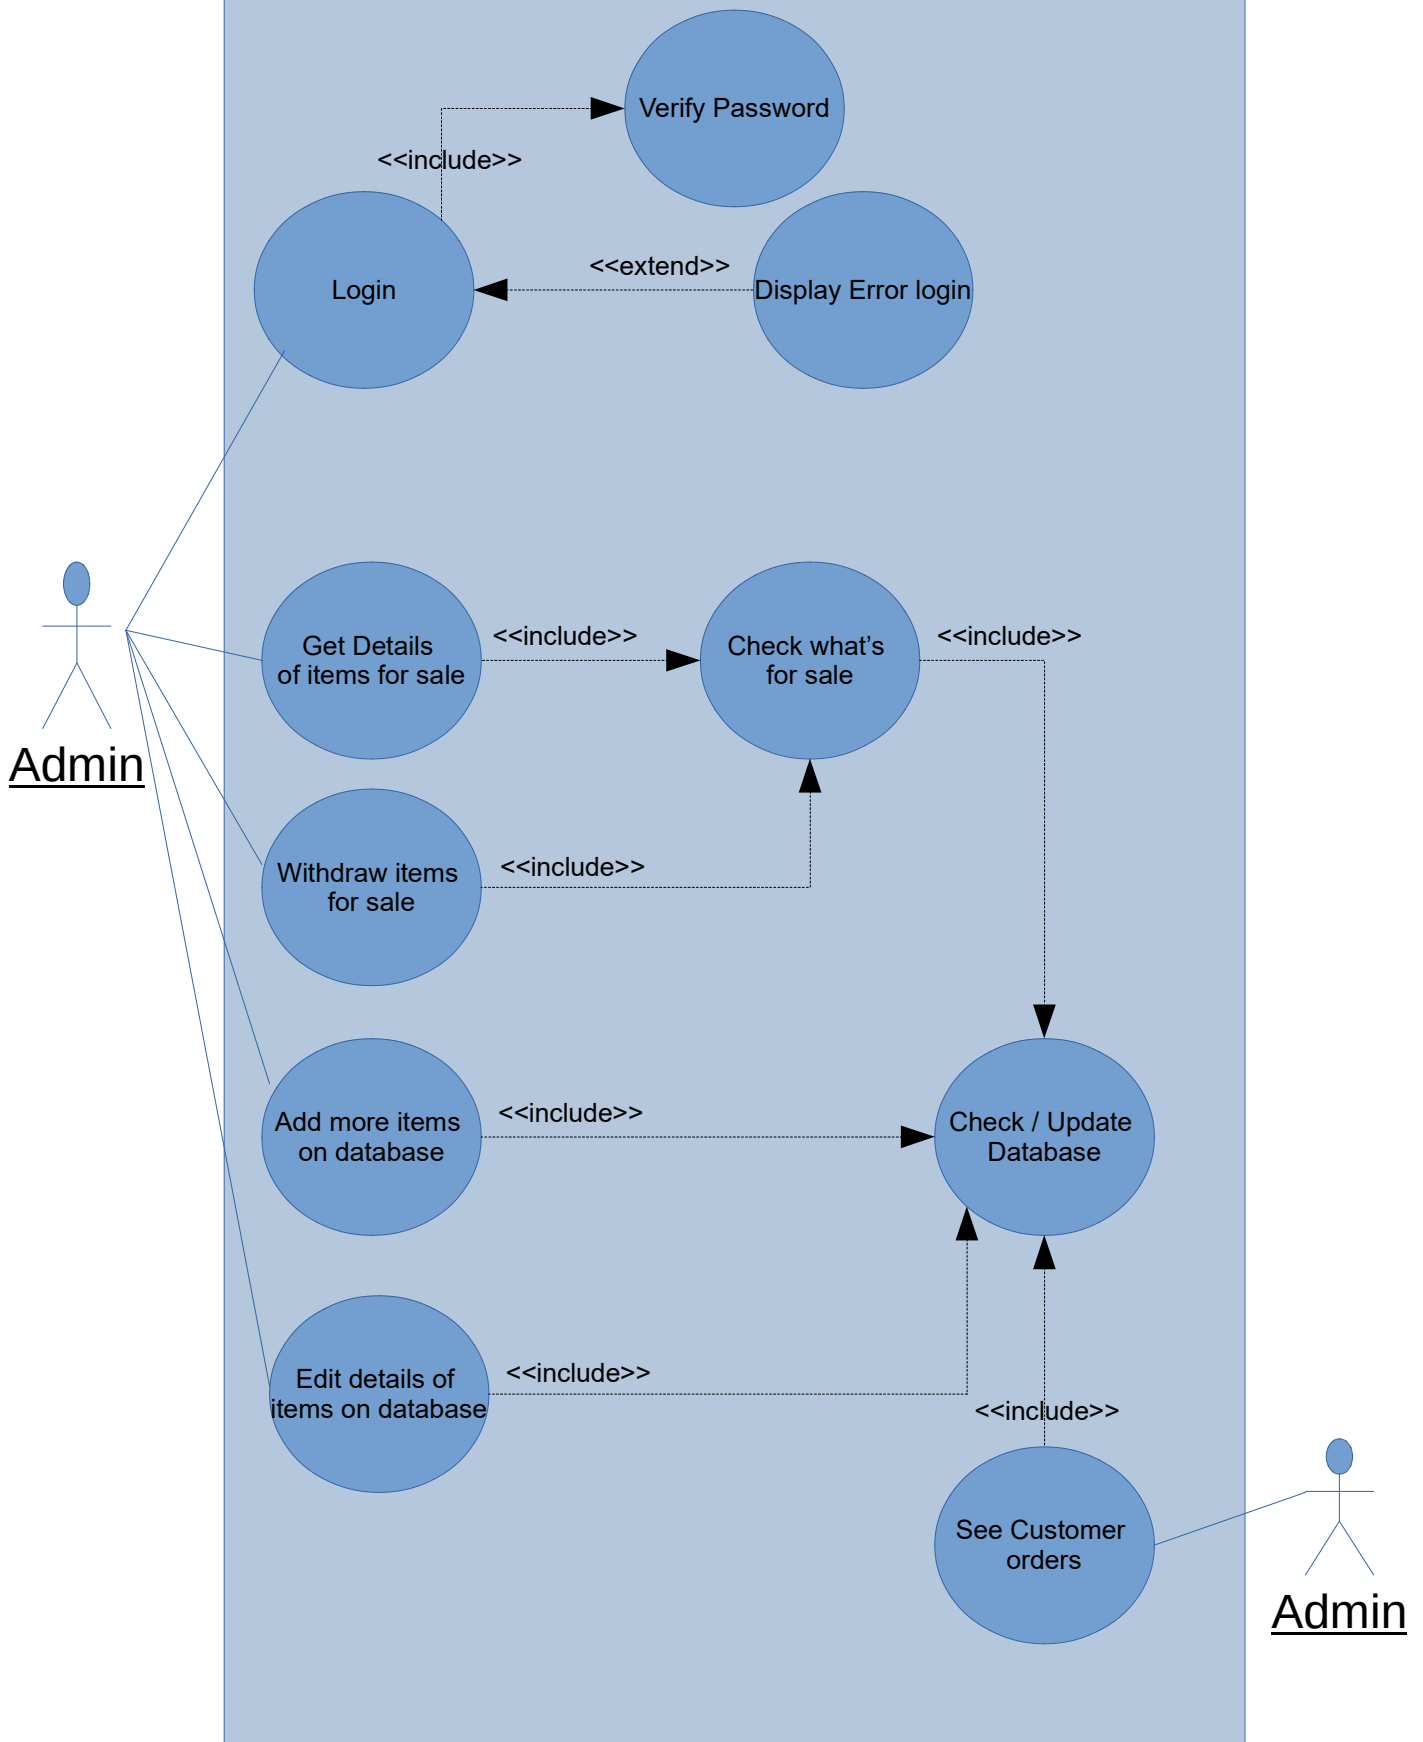 Verify Password
<<include>>
<<extend>>
Login
Display Error login
<<include>>
<<include>>
Get Details
of items for sale
Check what’s
for sale
Admin
<<include>>
Withdraw items
for sale
<<include>>
Add more items
on database
Check / Update
Database
<<include>>
Edit details of
items on database
<<include>>
See Customer
orders
Admin